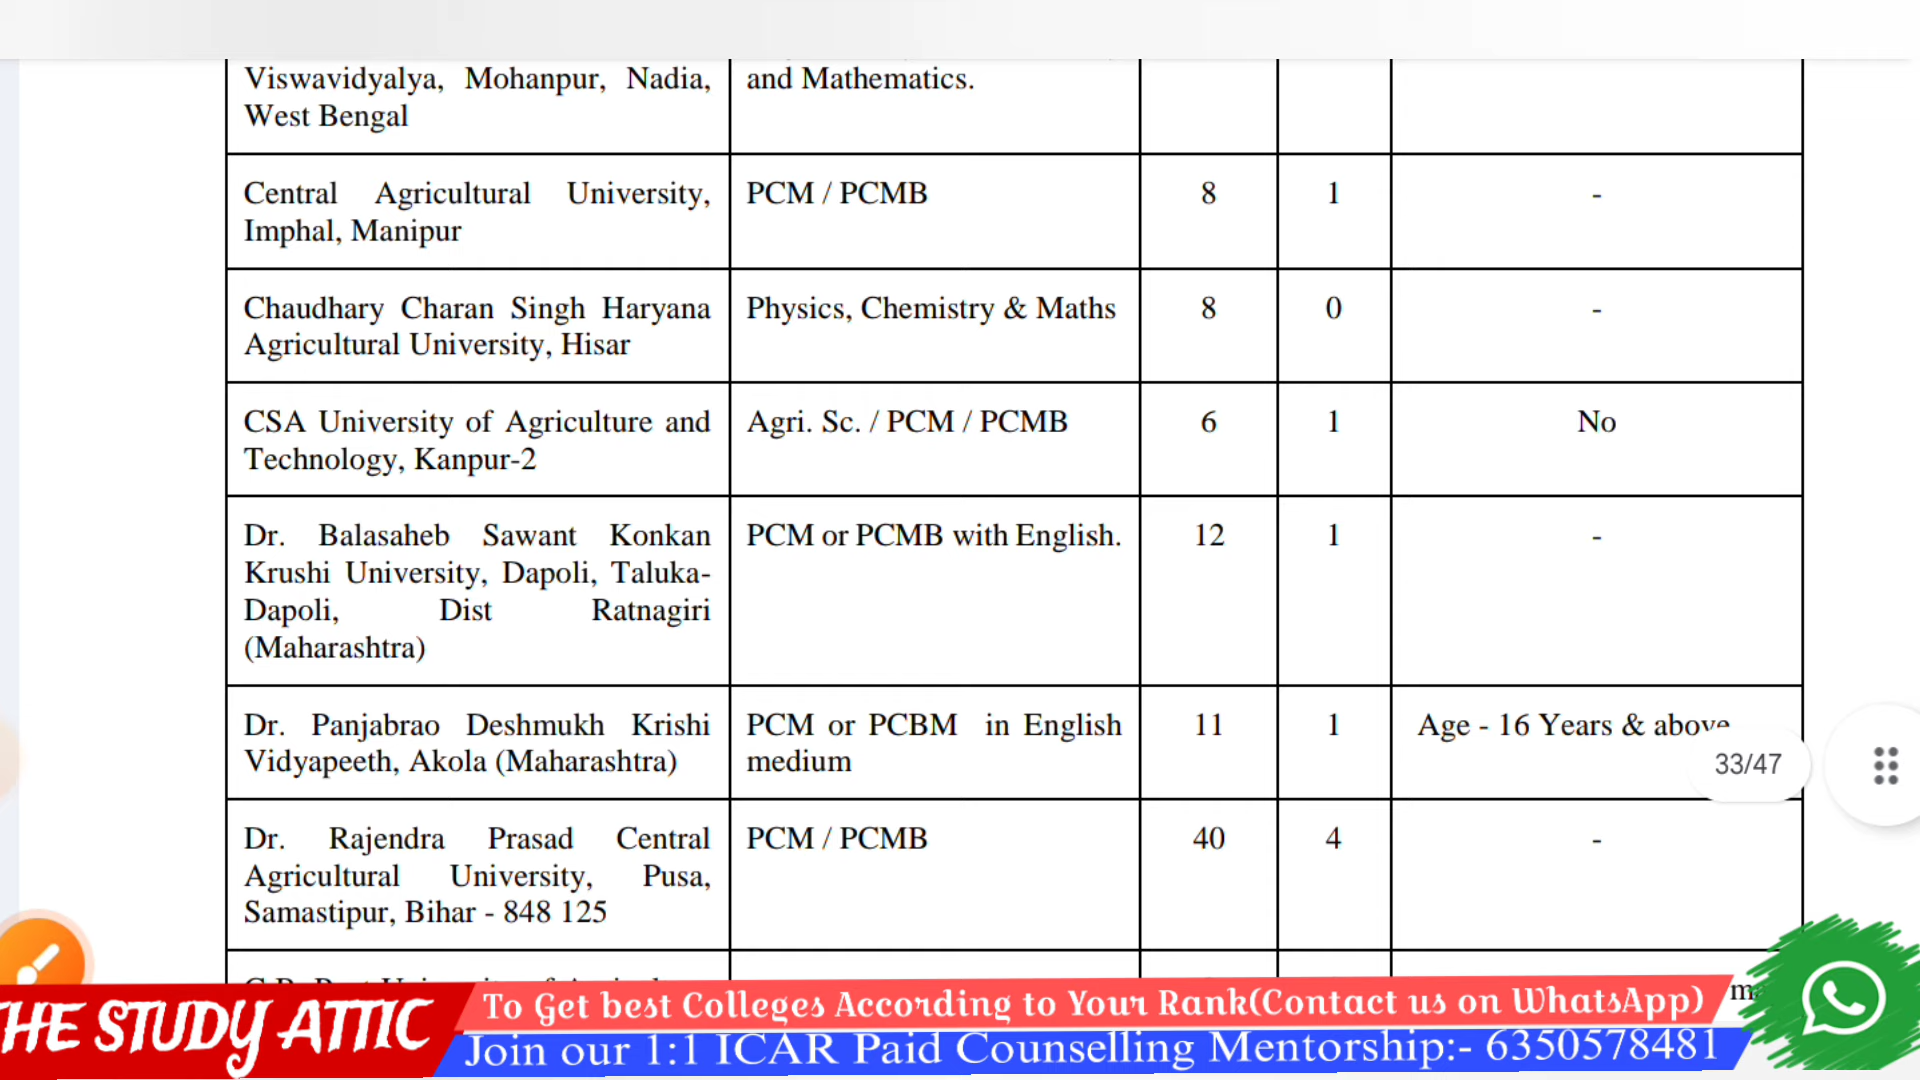 Viswavidyalya, Mohanpur, Nadia, and Mathematics.
West Bengal
Central Agricultural University, PCM / PCMB 8 1 -
Imphal, Manipur
Chaudhary Charan Singh Haryana Physics, Chemistry & Maths 8 0 -
Agricultural University, Hisar
CSA University of Agriculture and Agri. Sc. / PCM / PCMB 6 1 No
Technology, Kanpur-2
Dr. Balasaheb Sawant Konkan PCM or PCMB with English. 12 1 -
Krushi University, Dapoli, Taluka-
Dapoli, Dist Ratnagiri
(Maharashtra)
Dr. Panjabrao Deshmukh Krishi PCM or PCBM in English 11 1 Age - 16 Years & above
Vidyapeeth, Akola (Maharashtra) medium
33/47
Dr. Rajendra Prasad Central PCM / PCMB 40 4 -
Agricultural University, Pusa,
Samastipur, Bihar - 848 125
HE STUDY ATTIC
To Get best Colleges According to Your Rank(Contact us on WhatsApp)
Join our 1:1 ICAR Paid Counselling Mentorship:- 6350578481